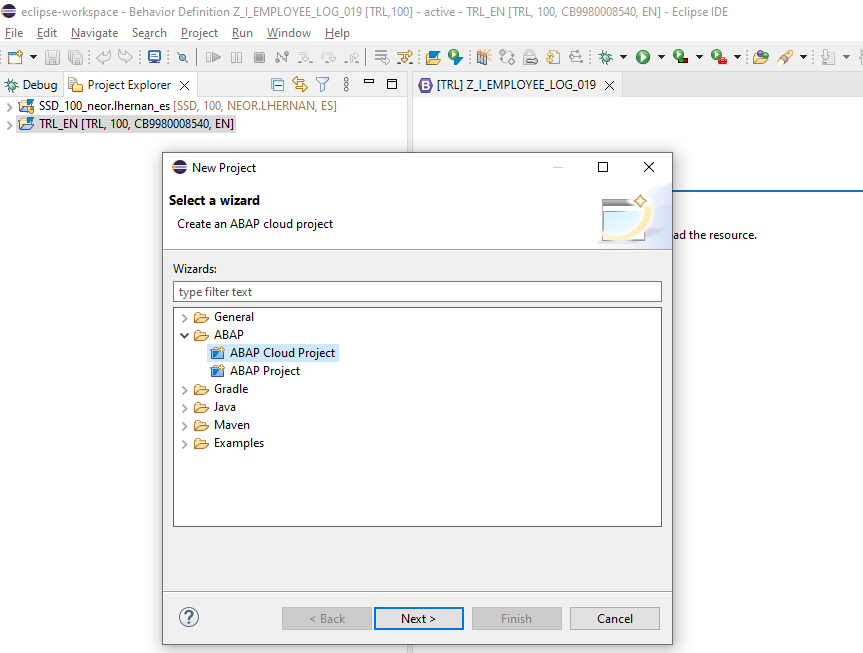 eclipse-workspace - Behavior Definition Z_I_EMPLOYEE_LOG_019 [TRL,100] - active - TRL_EN [TRL, 100, CB9980008540, EN] - Eclipse IDE
File Edit Navigate Search Project Run Window Help
Debug Project Explorer [TRL] Z_I_EMPLOYEE_LOG_019
SSD_100_neor.lhernan_es [SSD, 100, NEOR.LHERNAN, ES]
TRL_EN [TRL, 100, CB9980008540, EN]
New Project
Select a wizard
Create an ABAP cloud project
ad the resource.
Wizards:
type filter text
General
ABAP
ABAP Cloud Project
ABAP Project
Gradle
Java
Maven
Examples
< Back Next > Finish Cancel